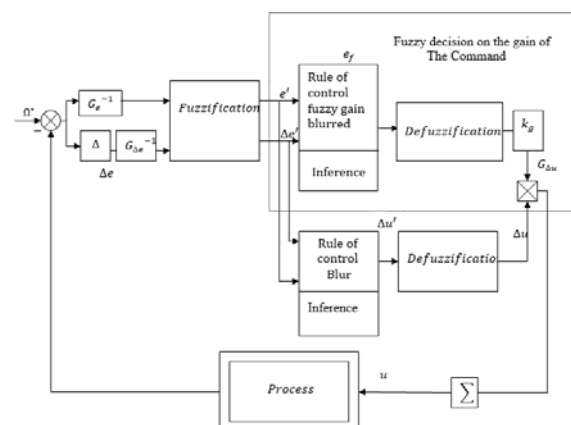 Fuzzy decision on the gain of
The Command
e_f
Ω*
−
G_e⁻¹
Δ
G_Δe⁻¹
Δe
Fuzzification
e'
Δe'
Rule of
control
fuzzy gain
blurred
Inference
Defuzzification
k_g
G_Δu
Rule of
control
Blur
Inference
Δu'
Defuzzificatio
Δu
Process
u
Σ